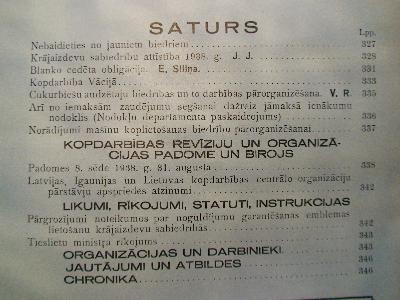 SATURS
Lpp.
Nebaidieties no jauniem biedriem 327
Krājaizdevu sabiedrību attīstība 1938. g. J. J. 328
Blanko cedēta obligācija. E. Siliņa. 331
Kopdarbība Vācijā 333
Cukurbiešu audzētāju biedrības un to darbības pārorganizēšana. V. R. 335
Arī no iemaksām zaudējumu segšanai dažreiz jāmaksā ienākumu
nodoklis (Nodokļu departamenta paskaidrojums) 336
Norādījumi mašīnu koplietošanas biedrību pārorganizēšanai 337
KOPDARBĪBAS REVĪZIJU UN ORGANIZĀ-
CIJAS PADOME UN BIROJS
Padomes 8. sēde 1938. g. 31. augustā 338
Latvijas, Igaunijas un Lietuvas kopdarbības centrālo organizāciju
pārstāvju apspriedes atzinumi 342
LIKUMI, RĪKOJUMI, STATUTI, INSTRUKCIJAS
Pārgrozījumi noteikumos par noguldījumu garantēšanas emblēmas
lietošanu krājaizdevu sabiedrībās 342
Tieslietu ministra rīkojums 343
ORGANIZĀCIJAS UN DARBINIEKI 343
JAUTĀJUMI UN ATBILDES 346
CHRONIKA 346